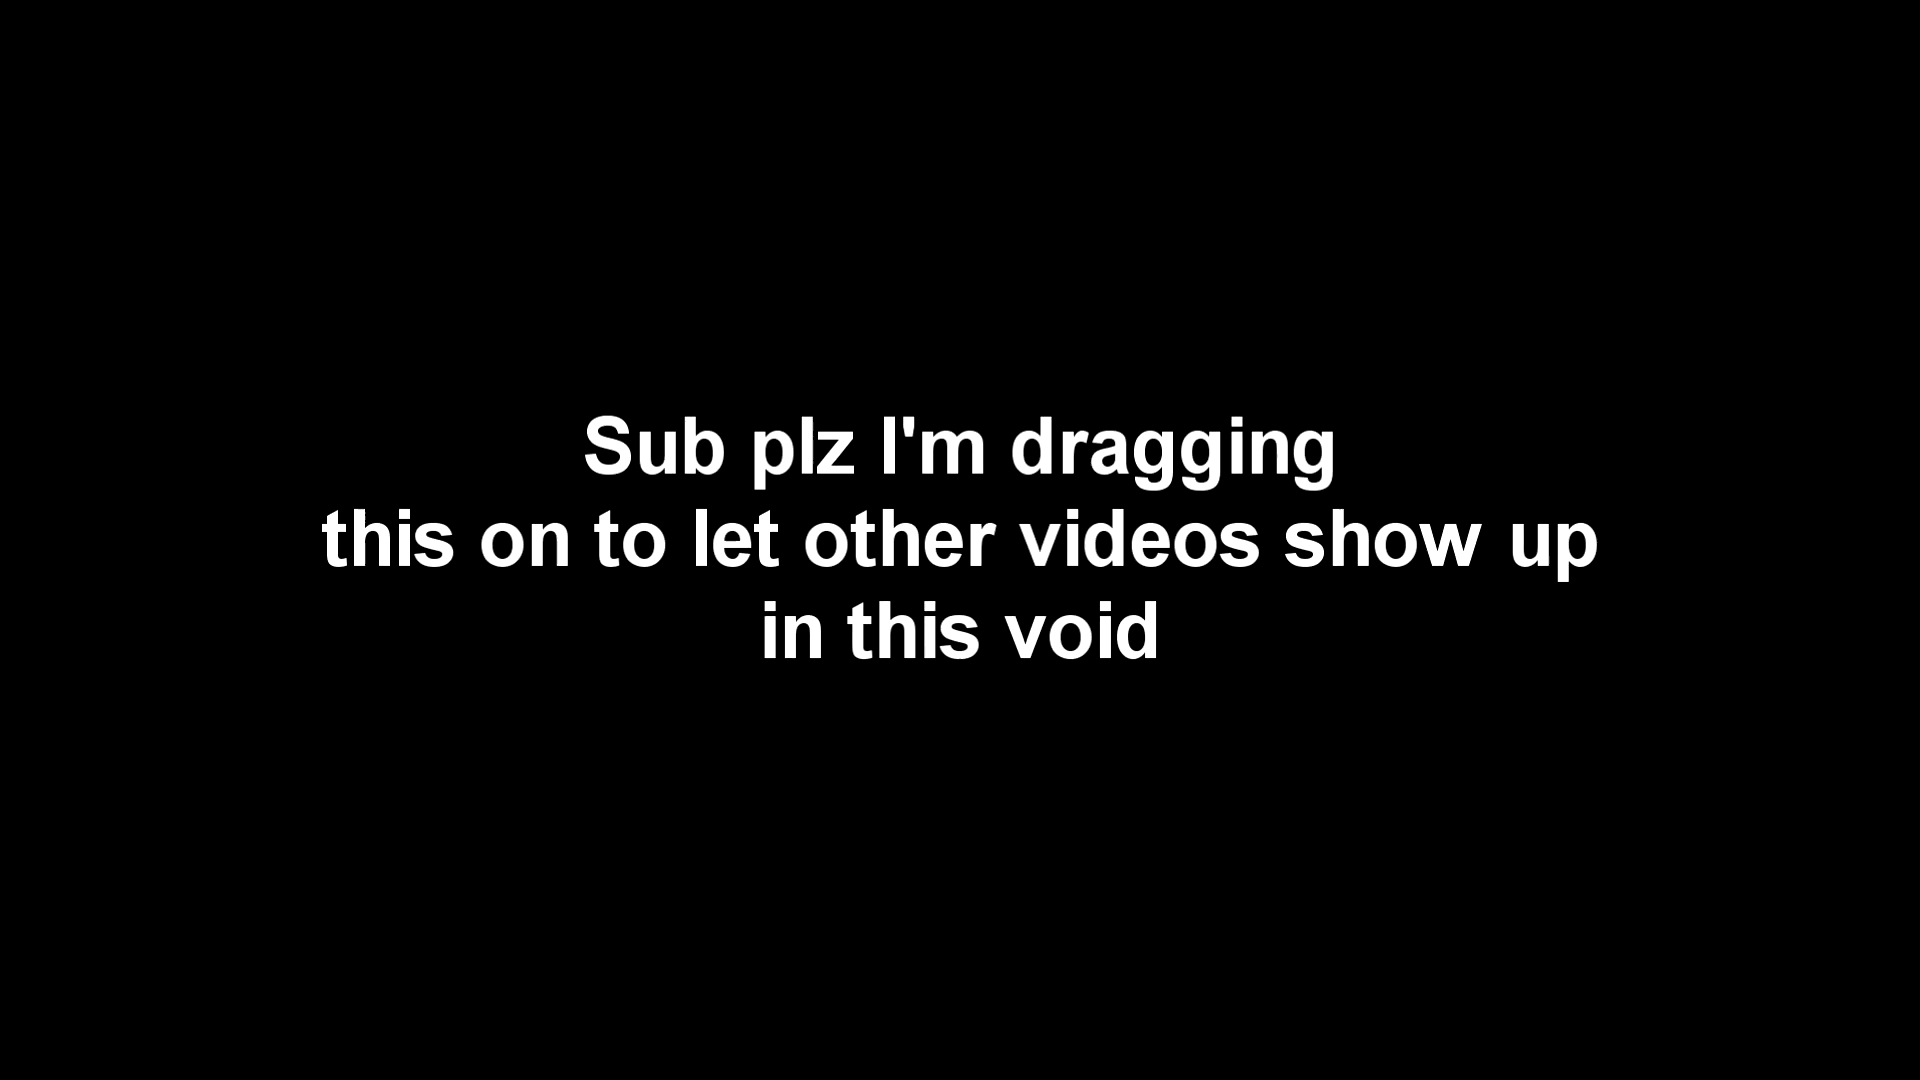 Sub plz I'm dragging
this on to let other videos show up
in this void